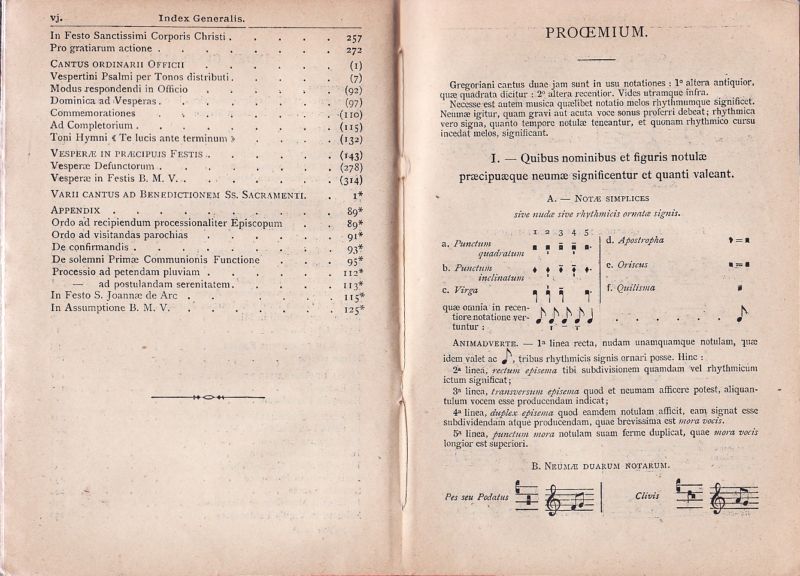 vj. Index Generalis.
In Festo Sanctissimi Corporis Christi . . . . . . 257
Pro gratiarum actione . . . . . . . . 272
Cantus ordinarii Officii . . . . . . (1)
Vespertini Psalmi per Tonos distributi . . . . . . (7)
Modus respondendi in Officio . . . . . . (92)
Dominica ad Vesperas . . . . . . . . (97)
Commemorationes . . . . . . . . (110)
Ad Completorium . . . . . . . . (115)
Toni Hymni « Te lucis ante terminum » . . . . . (132)
Vesperæ in præcipuis Festis . . . . . . (143)
Vesperæ Defunctorum . . . . . . . (278)
Vesperæ in Festis B. M. V. . . . . . . (314)
Varii cantus ad Benedictionem Ss. Sacramenti . . 1*
Appendix . . . . . . . . . 89*
Ordo ad recipiendum processionaliter Episcopum . . . 89*
Ordo ad visitandas parochias . . . . . . 91*
De confirmandis . . . . . . . . 93*
De solemni Primæ Communionis Functione . . . . 95*
Processio ad petendam pluviam . . . . . . 112*
— ad postulandam serenitatem . . . . . 113*
In Festo S. Joannæ de Arc . . . . . . 115*
In Assumptione B. M. V. . . . . . . 125*
PROŒMIUM.
Gregoriani cantus duæ jam sunt in usu notationes : 1º altera antiquior,
quæ quadrata dicitur : 2º altera recentior. Vides utramque infra.
Necesse est autem musica quælibet notatio melos rhythmumque significet.
Neumæ igitur, quam gravi aut acuta voce sonus proferri debeat; rhythmica
vero signa, quanto tempore notulæ teneantur, et quonam rhythmico cursu
incedat melos, significant.
I. — Quibus nominibus et figuris notulæ
præcipuæque neumæ significentur et quanti valeant.
A. — Notæ simplices
sive nudæ sive rhythmicis ornatæ signis.
1 2 3 4 5
a. Punctum
quadratum
b. Punctum
inclinatum
c. Virga
quæ omnia in recen-
tiore notatione ver-
tuntur :
d. Apostropha =
e. Oriscus =
f. Quilisma
Animadverte. — 1ª linea recta, nudam unamquamque notulam, quæ
idem valet ac , tribus rhythmicis signis ornari posse. Hinc :
2ª linea, rectum episema tibi subdivisionem quamdam vel rhythmicum
ictum significat;
3ª linea, transversum episema quod et neumam afficere potest, aliquan-
tulum vocem esse producendam indicat;
4ª linea, duplex episema quod eamdem notulam afficit, eam signat esse
subdividendam atque producendam, quae brevissima est mora vocis.
5ª linea, punctum mora notulam suam ferme duplicat, quae mora vocis
longior est superiori.
B. Neumæ duarum notarum.
Pes seu Podatus Clivis